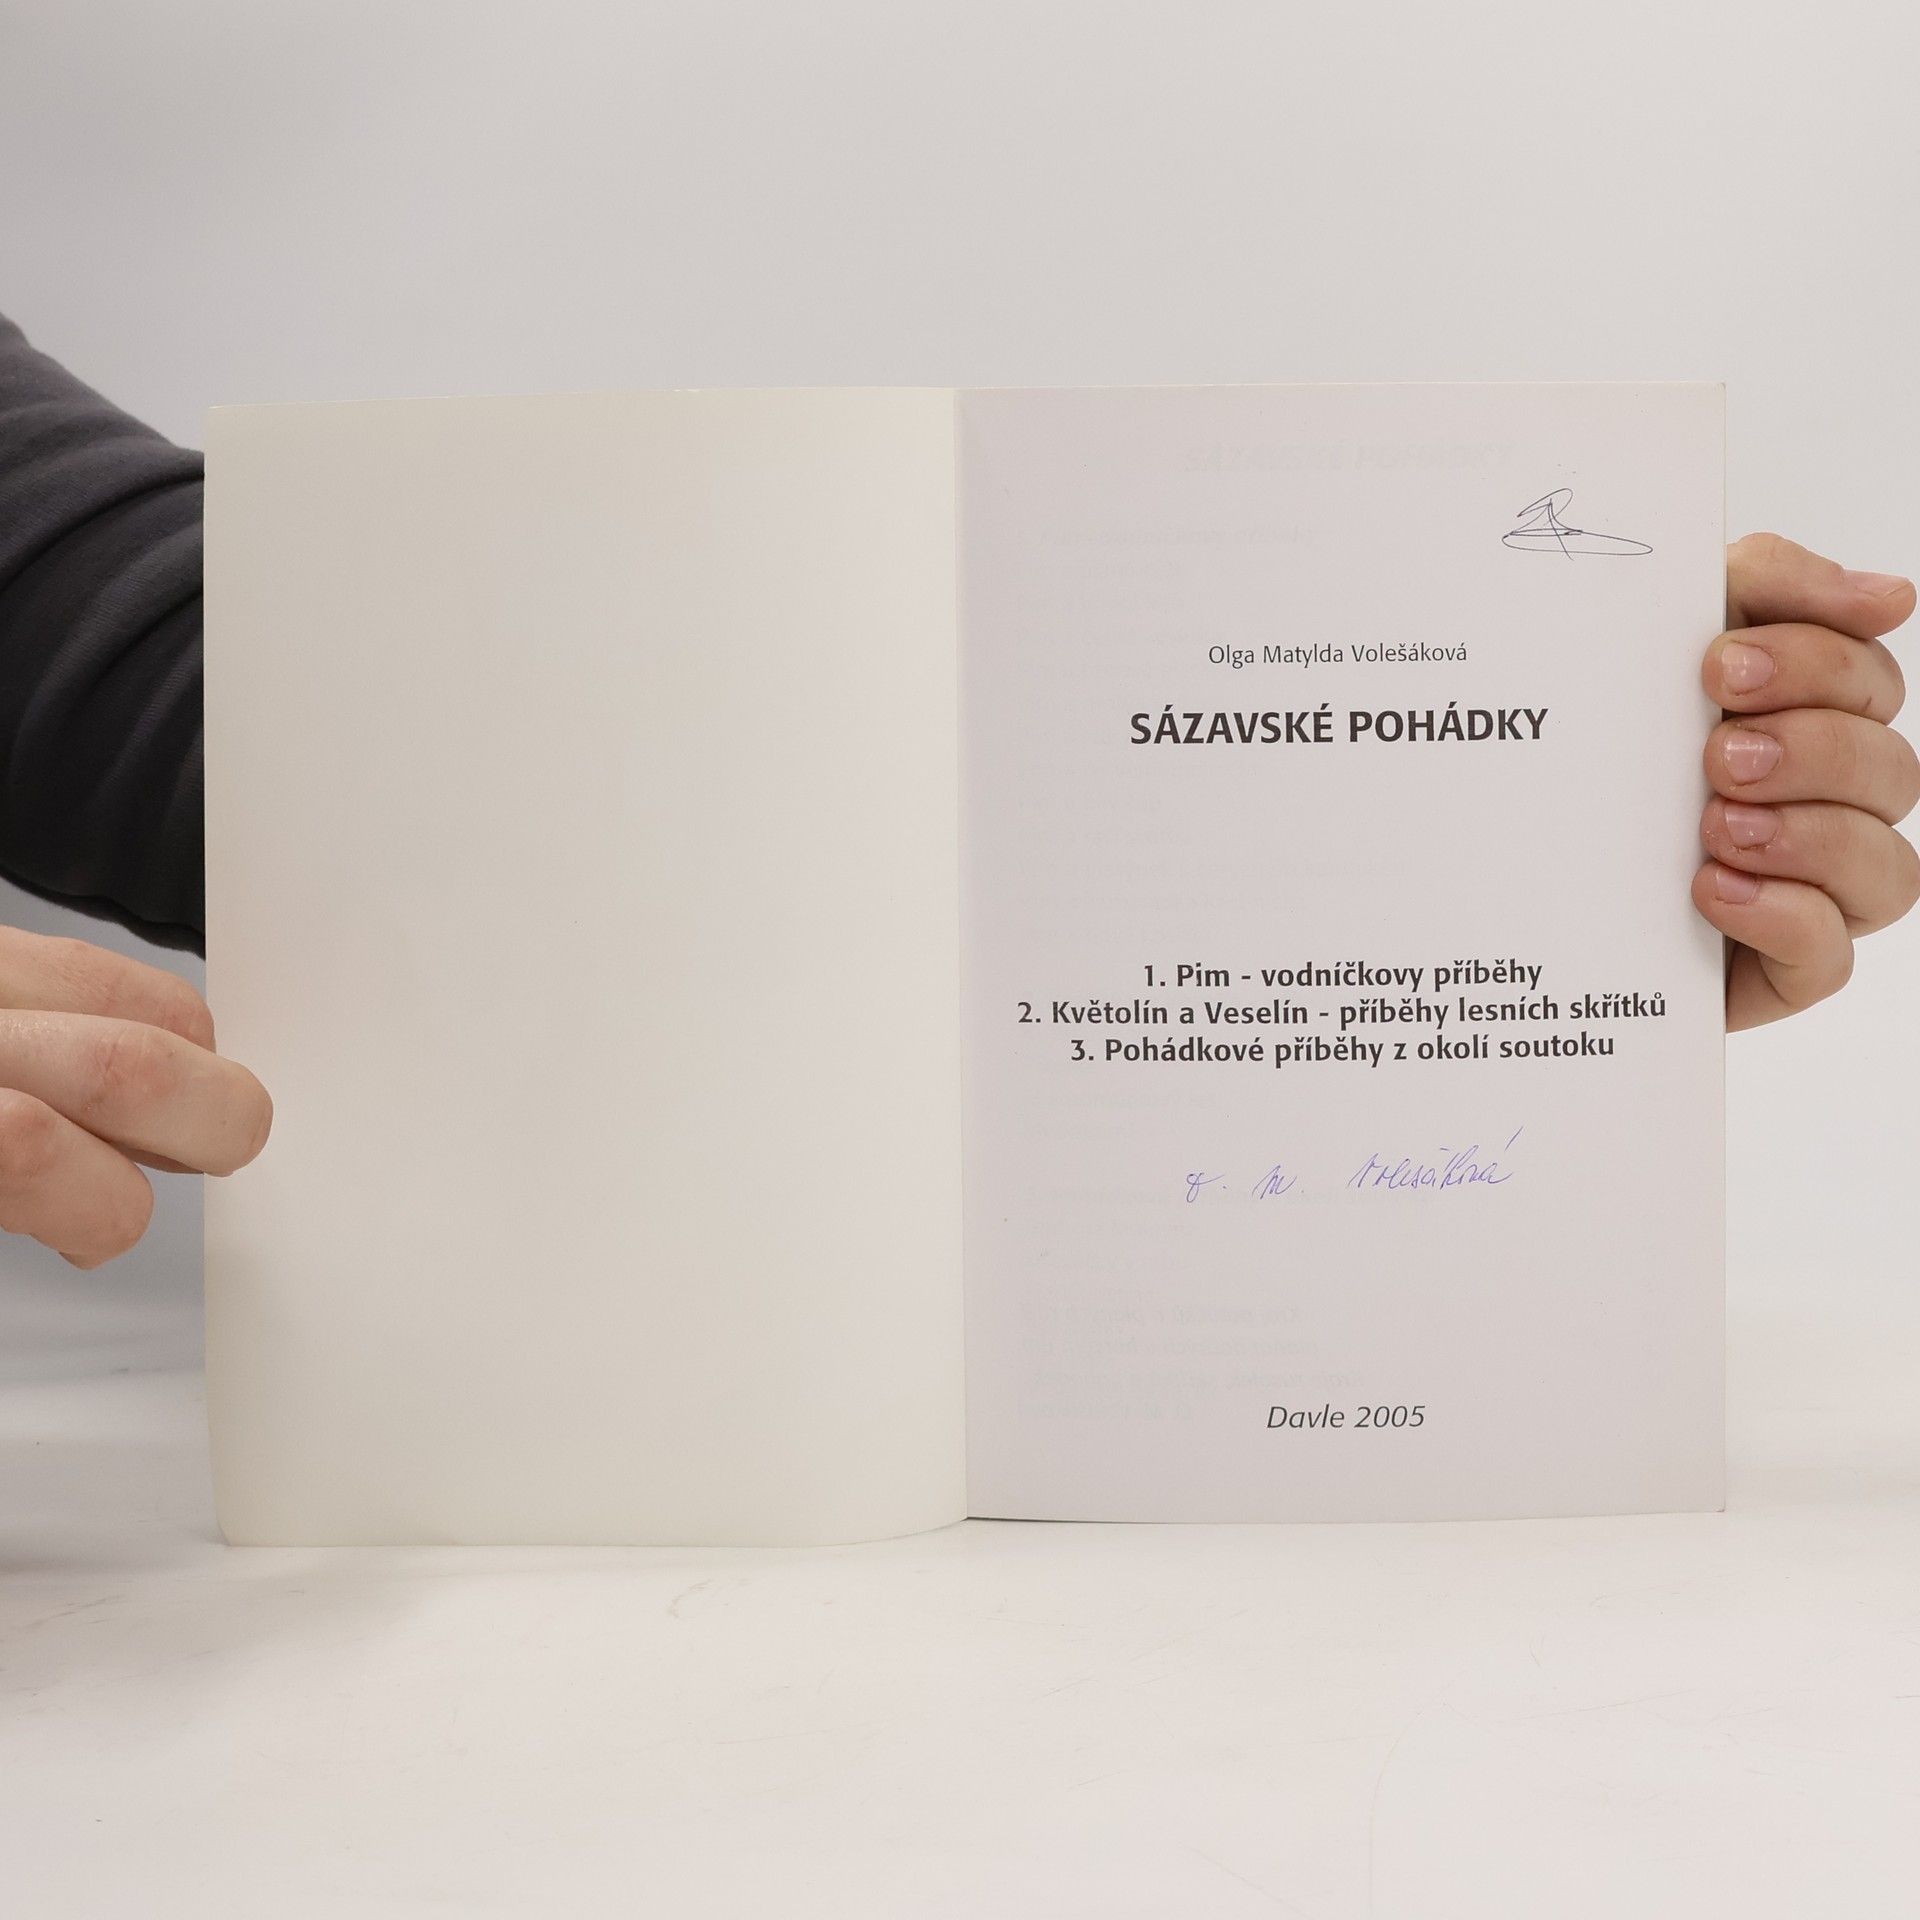 Olga Matylda Volešáková
SÁZAVSKÉ POHÁDKY
1. Pim - vodníčkovy příběhy
2. Květolín a Veselín - příběhy lesních skřítků
3. Pohádkové příběhy z okolí soutoku
O. M. Volešáková
Davle 2005